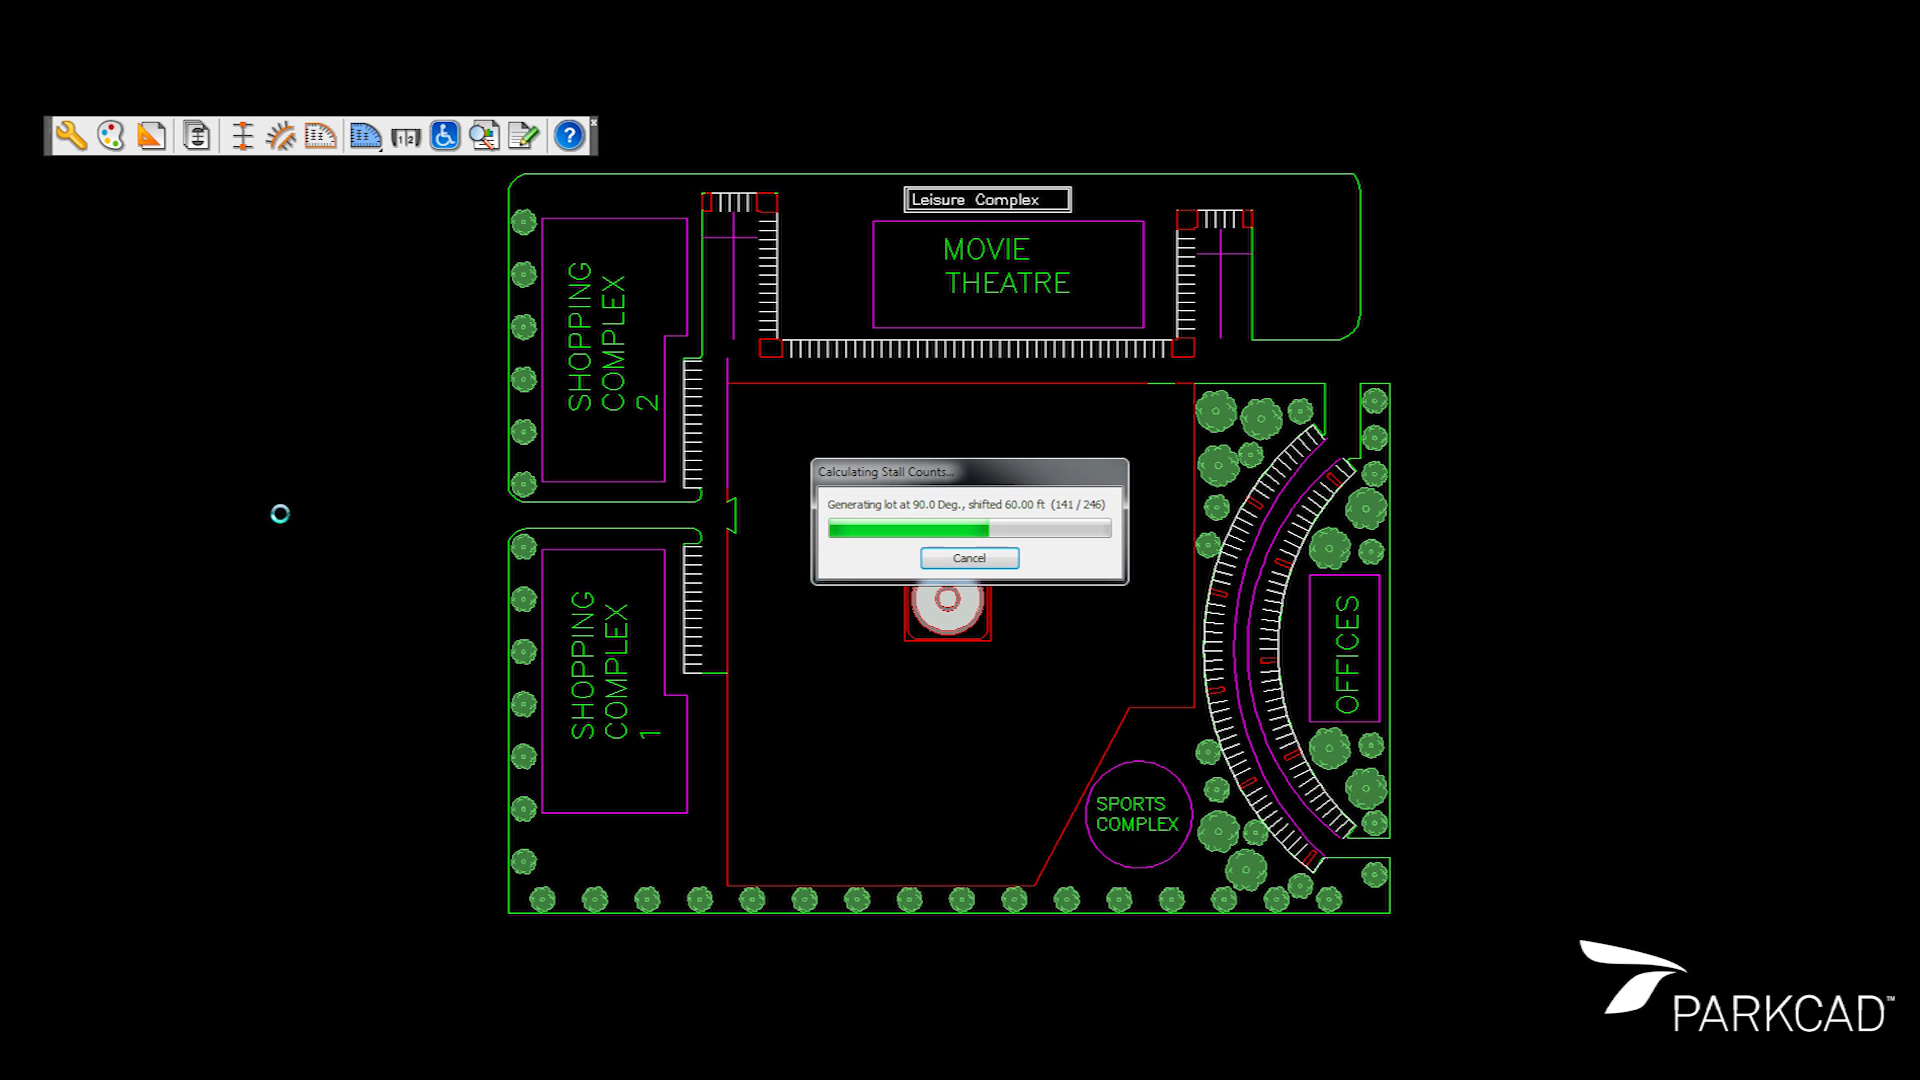 Leisure Complex
MOVIE
THEATRE
SHOPPING
COMPLEX
2
Calculating Stall Counts...
Generating lot at 90.0 Deg., shifted 60.00 ft (141 / 246)
Cancel
SHOPPING
COMPLEX
1
OFFICES
SPORTS
COMPLEX
PARKCAD™